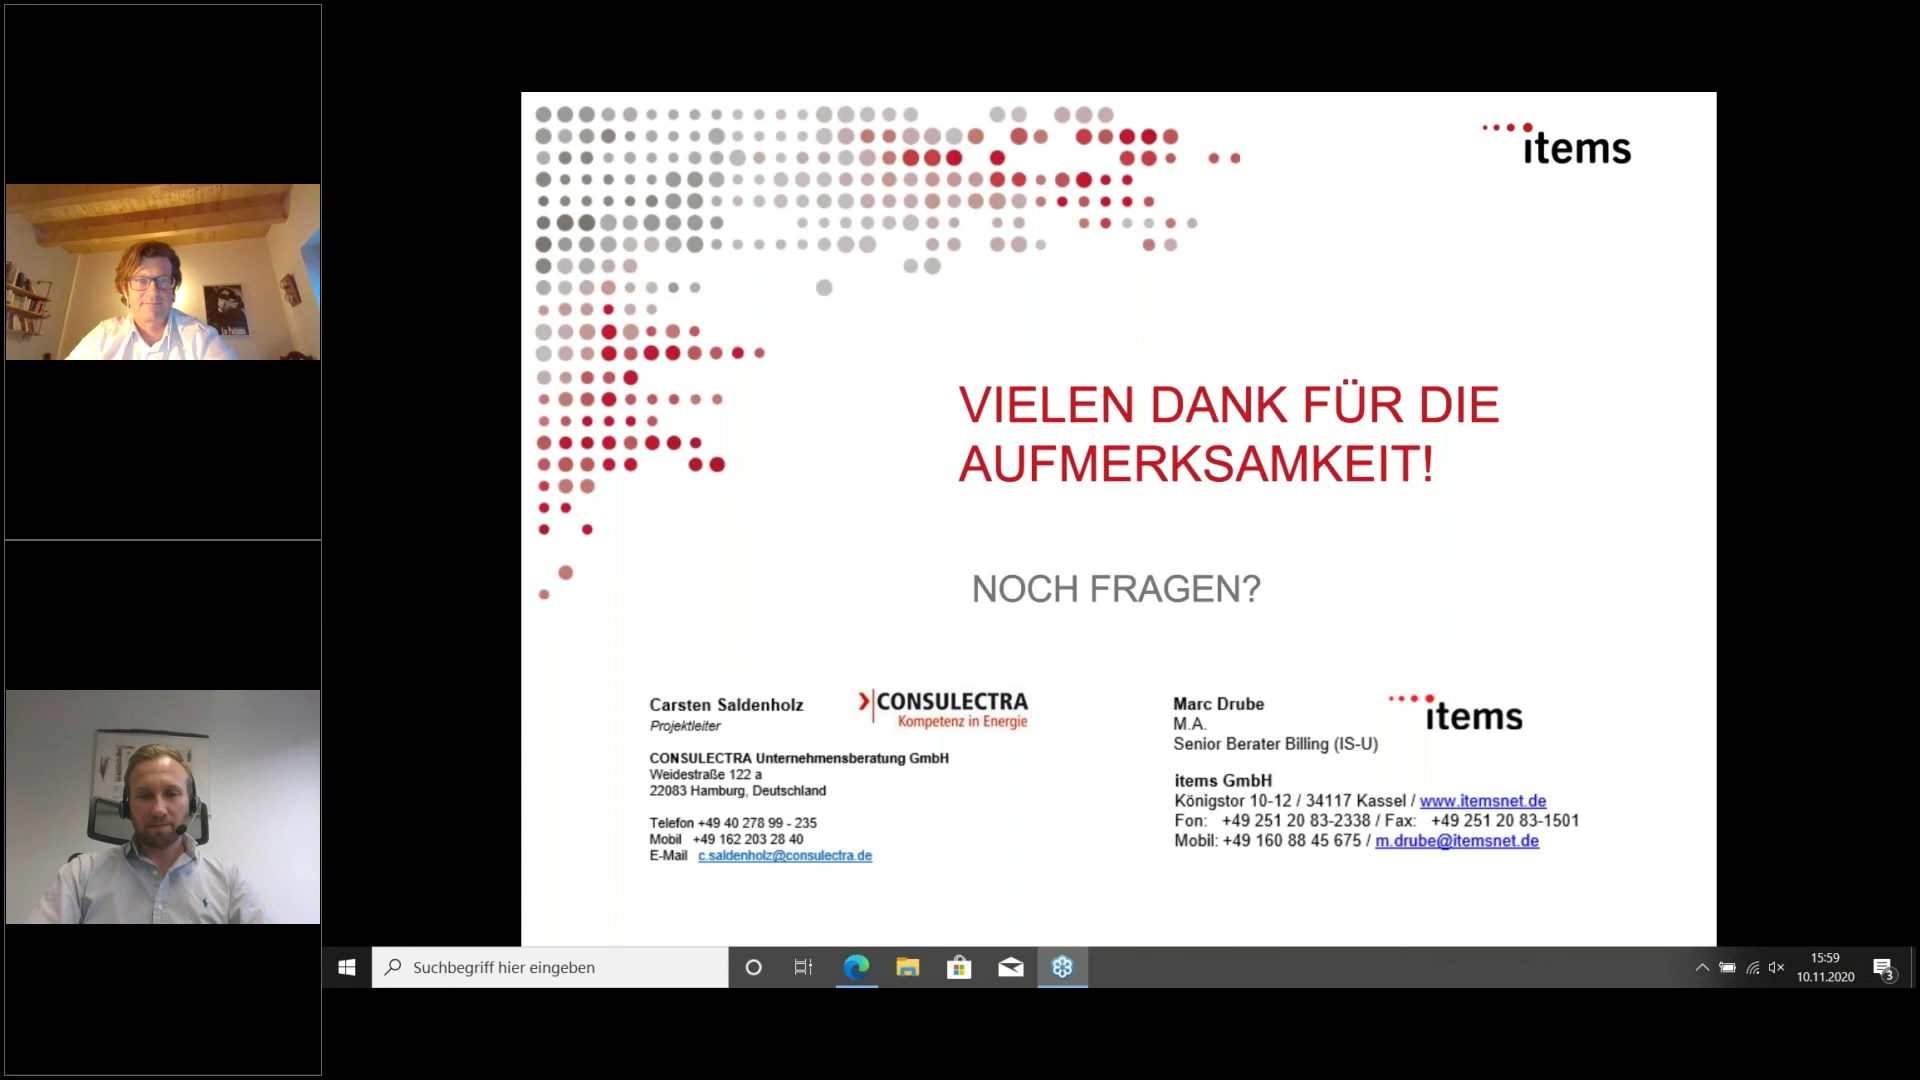 items
VIELEN DANK FÜR DIE
AUFMERKSAMKEIT!
NOCH FRAGEN?
Carsten Saldenholz
Projektleiter
CONSULECTRA
Kompetenz in Energie
CONSULECTRA Unternehmensberatung GmbH
Weidestraße 122 a
22083 Hamburg, Deutschland
Telefon +49 40 278 99 - 235
Mobil +49 162 203 28 40
E-Mail c.saldenholz@consulectra.de
Marc Drube
M.A.
Senior Berater Billing (IS-U)
items
items GmbH
Königstor 10-12 / 34117 Kassel / www.itemsnet.de
Fon: +49 251 20 83-2338 / Fax: +49 251 20 83-1501
Mobil: +49 160 88 45 675 / m.drube@itemsnet.de
Suchbegriff hier eingeben
15:59
10.11.2020
3